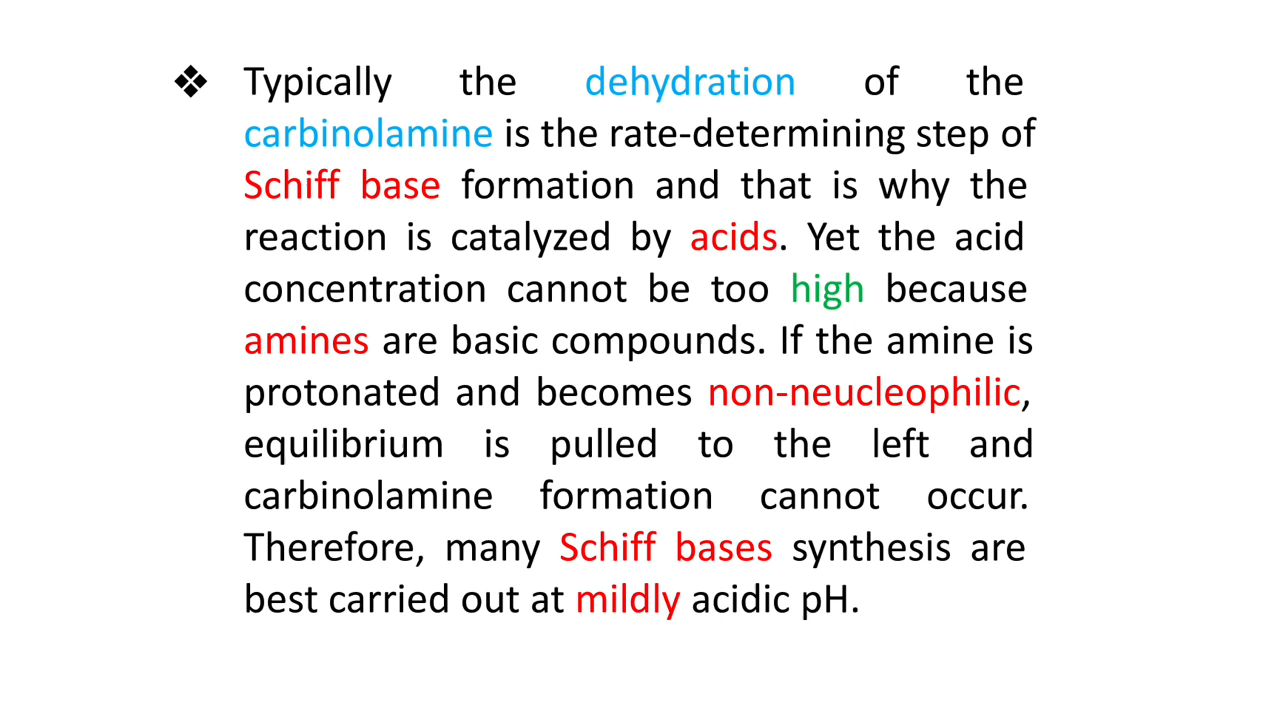 ❖ Typically the dehydration of the
carbinolamine is the rate-determining step of
Schiff base formation and that is why the
reaction is catalyzed by acids. Yet the acid
concentration cannot be too high because
amines are basic compounds. If the amine is
protonated and becomes non-neucleophilic,
equilibrium is pulled to the left and
carbinolamine formation cannot occur.
Therefore, many Schiff bases synthesis are
best carried out at mildly acidic pH.